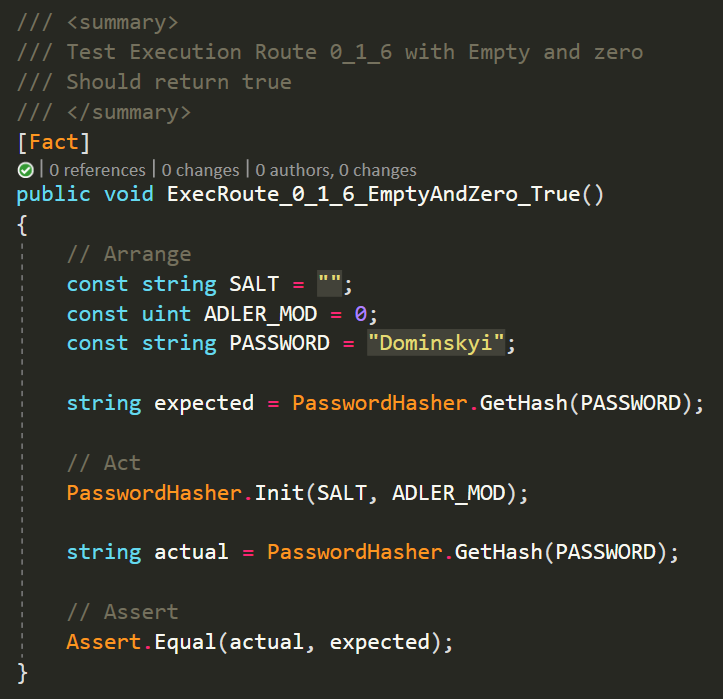 /// <summary>
/// Test Execution Route 0_1_6 with Empty and zero
/// Should return true
/// </summary>
[Fact]
| 0 references | 0 changes | 0 authors, 0 changes
public void ExecRoute_0_1_6_EmptyAndZero_True()
{
    // Arrange
    const string SALT = "";
    const uint ADLER_MOD = 0;
    const string PASSWORD = "Dominskyi";

    string expected = PasswordHasher.GetHash(PASSWORD);

    // Act
    PasswordHasher.Init(SALT, ADLER_MOD);

    string actual = PasswordHasher.GetHash(PASSWORD);

    // Assert
    Assert.Equal(actual, expected);
}